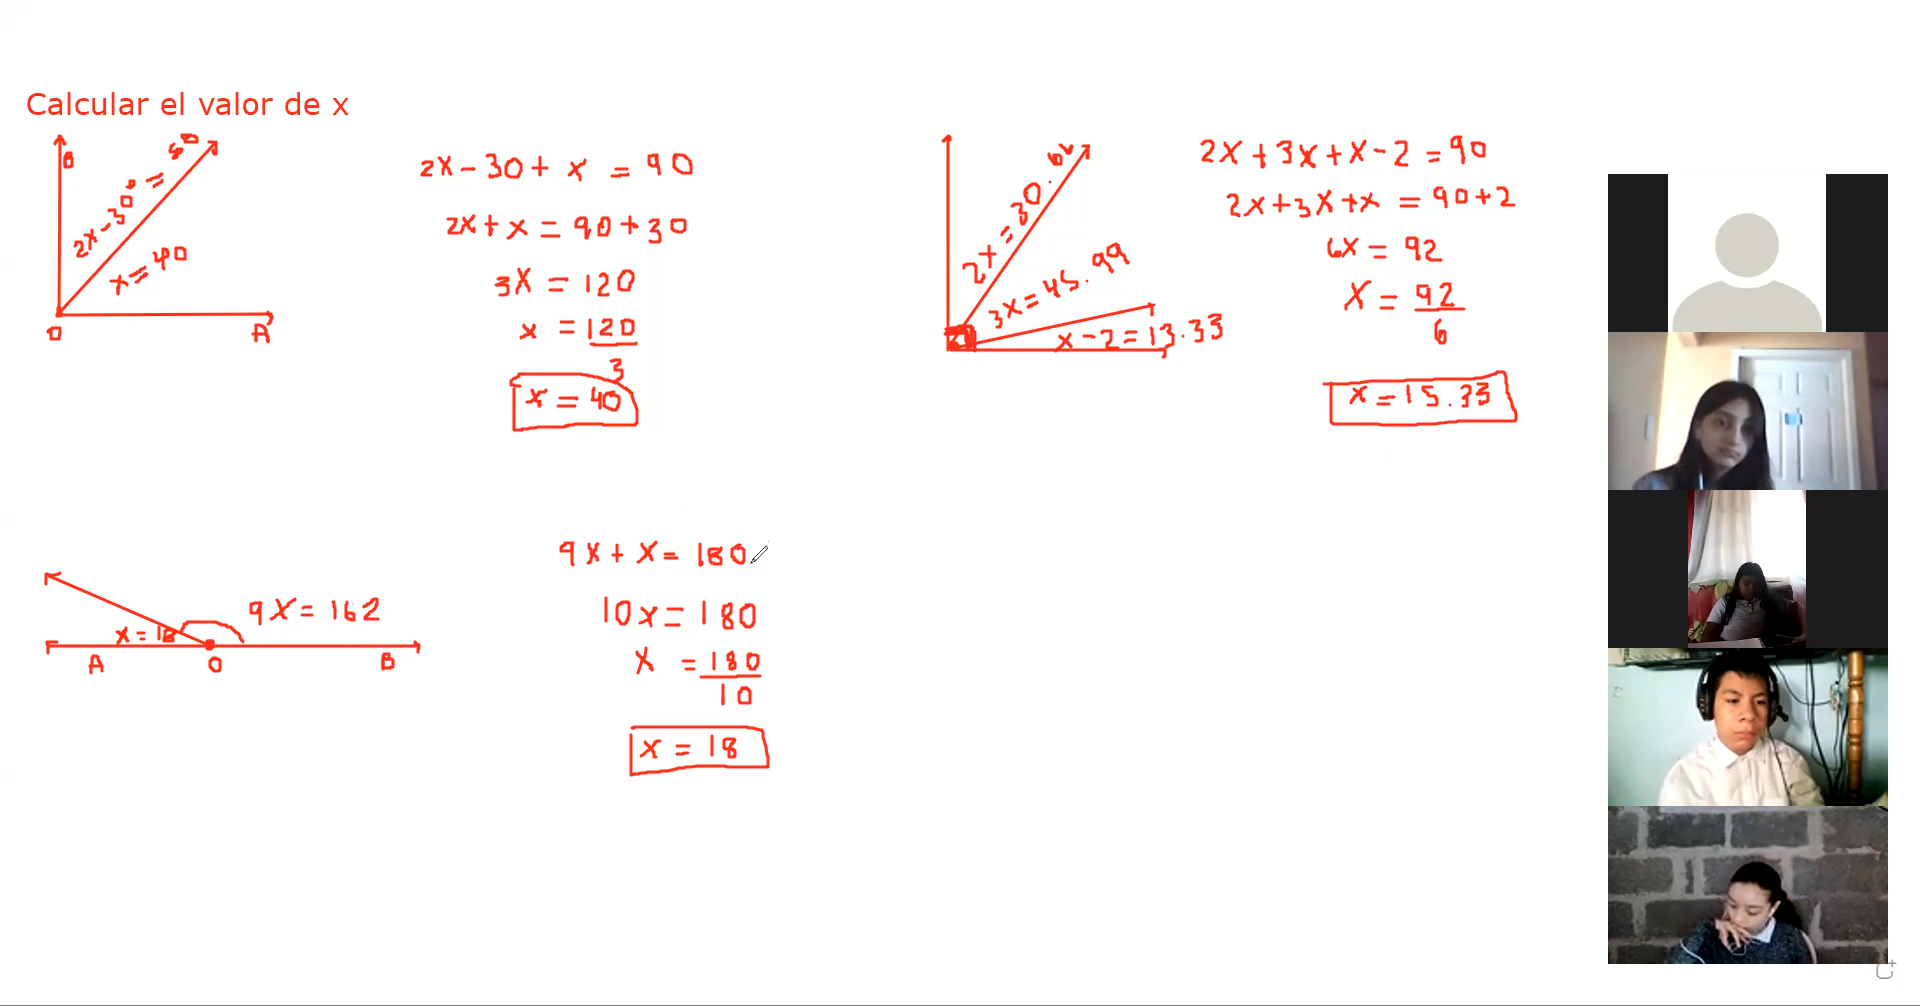 Calcular el valor de x
B
2x-30°=50
x=40
O
A
2x-30+x=90
2x+x=90+30
3x=120
x=120
3
x=40
2x=30.66
3x=45.99
x-2=13.33
2x+3x+x-2=90
2x+3x+x=90+2
6x=92
x=92
6
x=15.33
x=18
9x=162
A
O
B
9x+x=180
10x=180
x=180
10
x=18